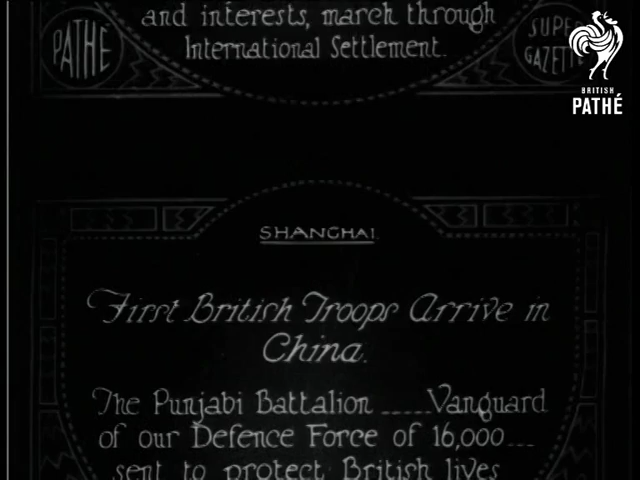 and interests, march through
International Settlement.
PATHE
SUPER
GAZETTE
BRITISH
PATHÉ
SHANGHAI.
First British Troops Arrive in
China.
The Punjabi Battalion .....Vanguard
of our Defence Force of 16,000...
sent to protect British lives